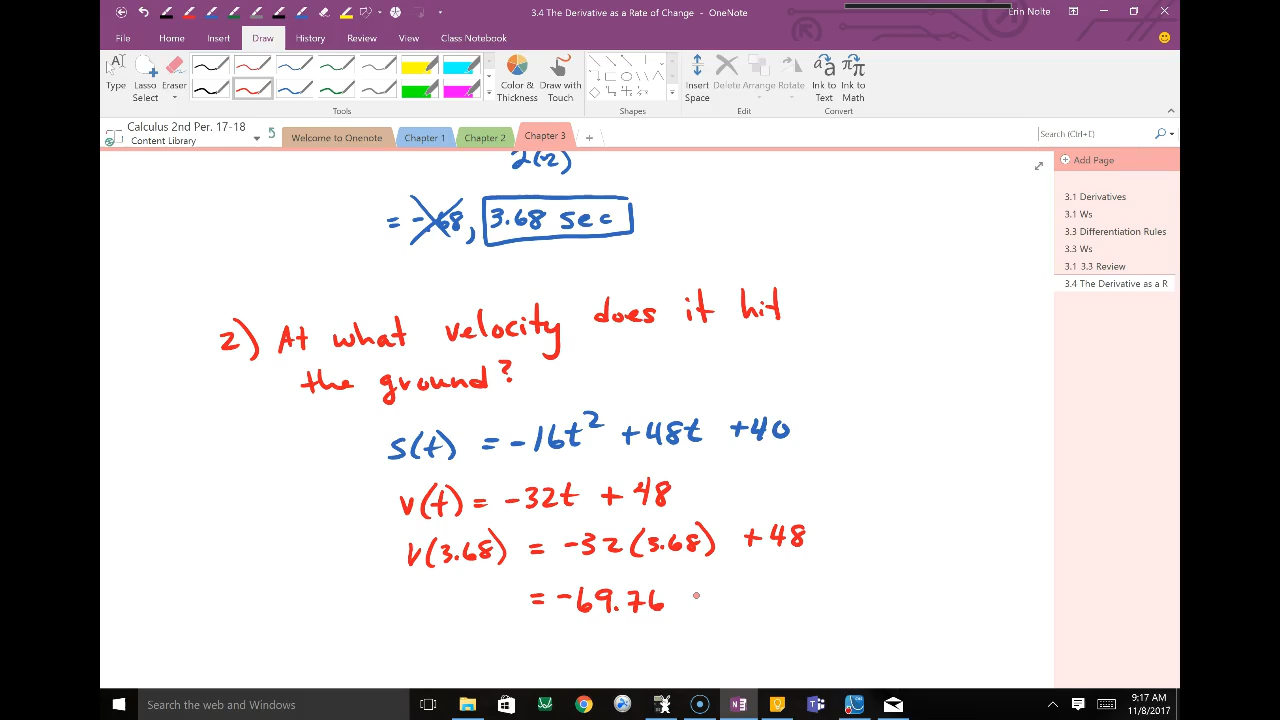 3.4 The Derivative as a Rate of Change - OneNote
Erin Nolte
File Home Insert Draw History Review View Class Notebook
Type
Lasso Select
Eraser
Color & Thickness
Draw with Touch
Insert Space
Delete
Arrange
Rotate
Ink to Text
Ink to Math
Tools
Shapes
Edit
Convert
Calculus 2nd Per. 17-18
Content Library
Welcome to Onenote
Chapter 1
Chapter 2
Chapter 3
Search (Ctrl+E)
Add Page
3.1 Derivatives
3.1 Ws
3.3 Differentiation Rules
3.3 Ws
3.1 3.3 Review
3.4 The Derivative as a R
2(-2)
= -.68, 3.68 sec
2) At what velocity does it hit
the ground?
s(t) = -16t² +48t +40
v(t) = -32t + 48
v(3.68) = -32(3.68) +48
= -69.76
Search the web and Windows
9:17 AM
11/8/2017